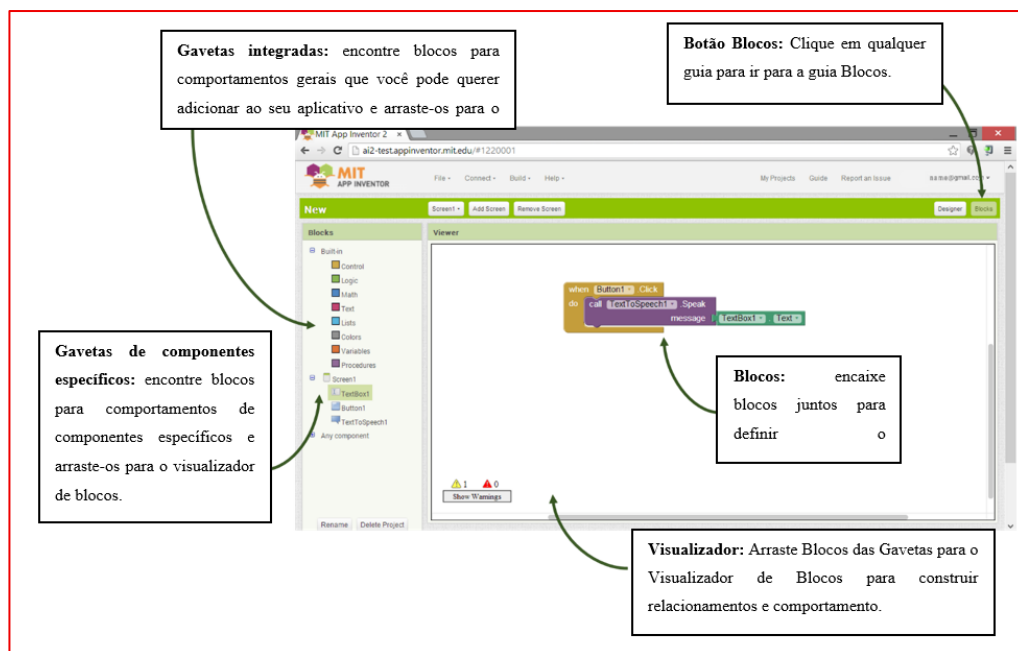 Gavetas integradas: encontre blocos para
comportamentos gerais que você pode querer
adicionar ao seu aplicativo e arraste-os para o
Botão Blocos: Clique em qualquer
guia para ir para a guia Blocos.
MIT App Inventor 2
ai2-test.appinventor.mit.edu/#1220001
MIT
APP INVENTOR
File Connect Build Help
My Projects Guide Report an Issue
New
Screen1 Add Screen Remove Screen
Designer Blocks
Blocks
Viewer
Built-in
Control
Logic
Math
Text
Lists
Colors
Variables
Procedures
Screen1
TextBox1
Button1
TextToSpeech1
Any component
Rename Delete Project
when Button1 .Click
do call TextToSpeech1 .Speak
message TextBox1 . Text
1 0
Show Warnings
Gavetas de componentes
específicos: encontre blocos
para comportamentos de
componentes específicos e
arraste-os para o visualizador
de blocos.
Blocos: encaixe
blocos juntos para
definir o
Visualizador: Arraste Blocos das Gavetas para o
Visualizador de Blocos para construir
relacionamentos e comportamento.